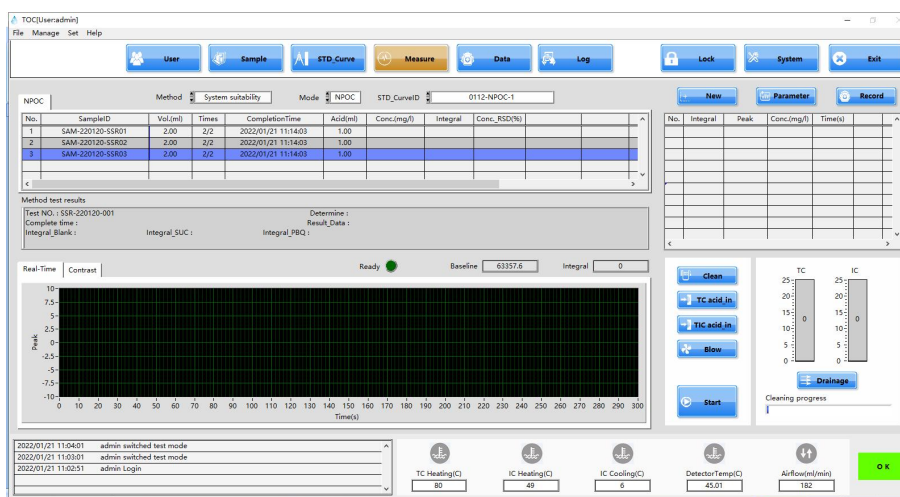 TOC[User:admin]
File Manage Set Help
User Sample STD_Curve Measure Data Log Lock System Exit
NPOC Method System suitability Mode NPOC STD_CurveID 0112-NPOC-1
New Parameter Record
No. SampleID Vol.(ml) Times CompletionTime Acid(ml) Conc.(mg/l) Integral Conc._RSD(%)
1 SAM-220120-SSR01 2.00 2/2 2022/01/21 11:14:03 1.00
2 SAM-220120-SSR02 2.00 2/2 2022/01/21 11:14:03 1.00
3 SAM-220120-SSR03 2.00 2/2 2022/01/21 11:14:03 1.00
No. Integral Peak Conc.(mg/l) Time(s)
Method test results
Test NO. : SSR-220120-001 Determine :
Complete time : Result_Data :
Integral_Blank : Integral_SUC : Integral_PBQ :
Real-Time Contrast Ready Baseline 63357.6 Integral 0
10
7.5
5
2.5
0
-2.5
-5
-7.5
-10
Peak
0 10 20 30 40 50 60 70 80 90 100 110 120 130 140 150 160 170 180 190 200 210 220 230 240 250 260 270 280 290 300
Time(s)
Clean
TC acid_in
TIC acid_in
Blow
Start
TC IC
25 25
20 20
15 15
0 0
10 10
5 5
0 0
Drainage
Cleaning progress
2022/01/21 11:04:01 admin switched test mode
2022/01/21 11:03:01 admin switched test mode
2022/01/21 11:02:51 admin Login
TC Heating(C) IC Heating(C) IC Cooling(C) DetectorTemp(C) Airflow(ml/min)
80 49 6 45.01 182
OK